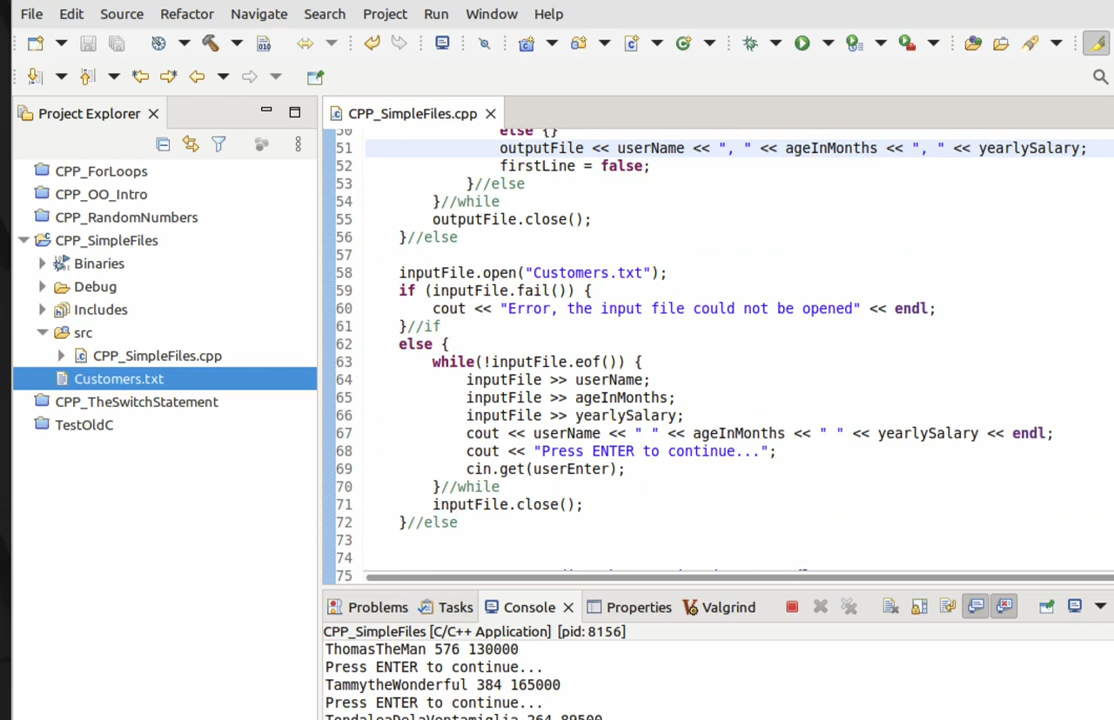 File Edit Source Refactor Navigate Search Project Run Window Help
Project Explorer
CPP_ForLoops
CPP_OO_Intro
CPP_RandomNumbers
CPP_SimpleFiles
Binaries
Debug
Includes
src
CPP_SimpleFiles.cpp
Customers.txt
CPP_TheSwitchStatement
TestOldC
CPP_SimpleFiles.cpp
50 else {}
51 outputFile << userName << ", " << ageInMonths << ", " << yearlySalary;
52 firstLine = false;
53 }//else
54 }//while
55 outputFile.close();
56 }//else
57
58 inputFile.open("Customers.txt");
59 if (inputFile.fail()) {
60 cout << "Error, the input file could not be opened" << endl;
61 }//if
62 else {
63 while(!inputFile.eof()) {
64 inputFile >> userName;
65 inputFile >> ageInMonths;
66 inputFile >> yearlySalary;
67 cout << userName << " " << ageInMonths << " " << yearlySalary << endl;
68 cout << "Press ENTER to continue...";
69 cin.get(userEnter);
70 }//while
71 inputFile.close();
72 }//else
73
74
75
Problems Tasks Console Properties Valgrind
CPP_SimpleFiles [C/C++ Application] [pid: 8156]
ThomasTheMan 576 130000
Press ENTER to continue...
TammytheWonderful 384 165000
Press ENTER to continue...